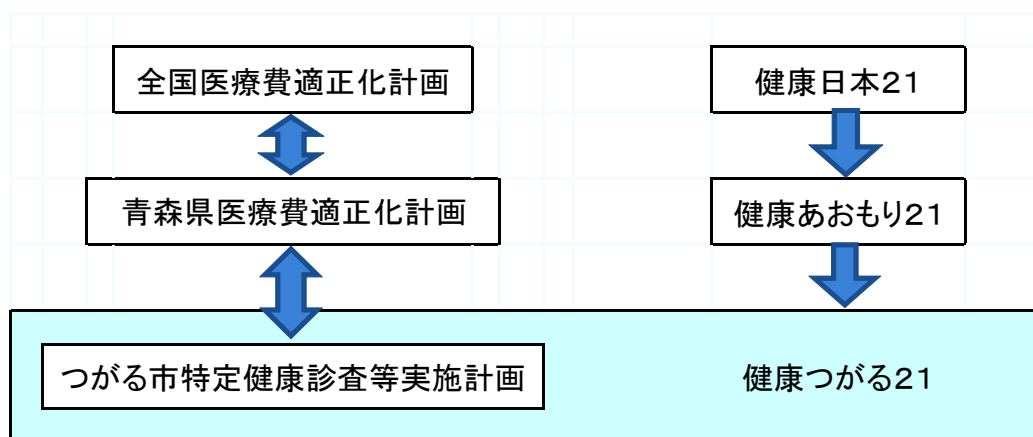 全国医療費適正化計画
健康日本21
青森県医療費適正化計画
健康あおもり21
つがる市特定健康診査等実施計画
健康つがる21